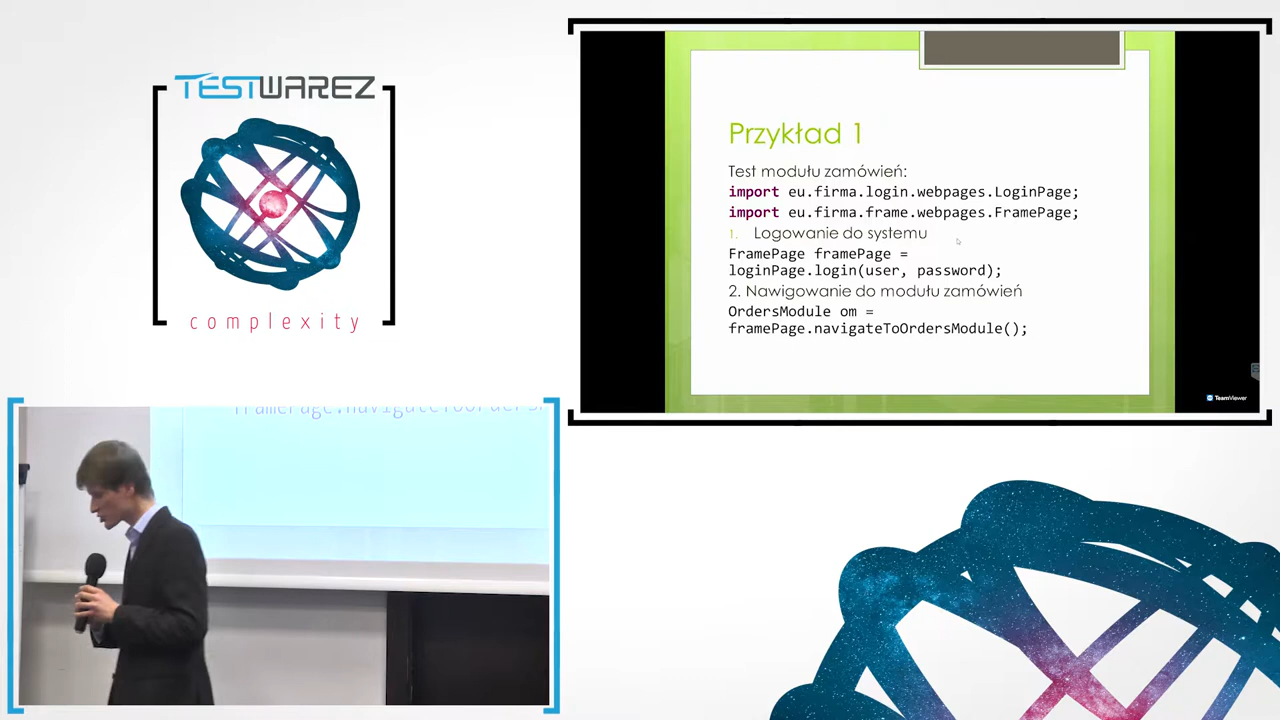 TESTWAREZ
complexity
Przykład 1
Test modułu zamówień:
import eu.firma.login.webpages.LoginPage;
import eu.firma.frame.webpages.FramePage;
1. Logowanie do systemu
FramePage framePage =
loginPage.login(user, password);
2. Nawigowanie do modułu zamówień
OrdersModule om =
framePage.navigateToOrdersModule();
TeamViewer